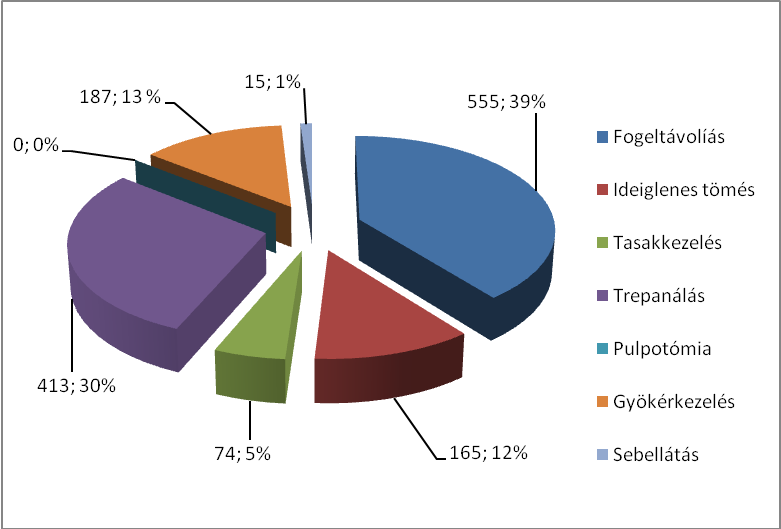 15; 1%
187; 13 %
555; 39%
0; 0%
413; 30%
74; 5%
165; 12%
Fogeltávolíás
Ideiglenes tömés
Tasakkezelés
Trepanálás
Pulpotómia
Gyökérkezelés
Sebellátás